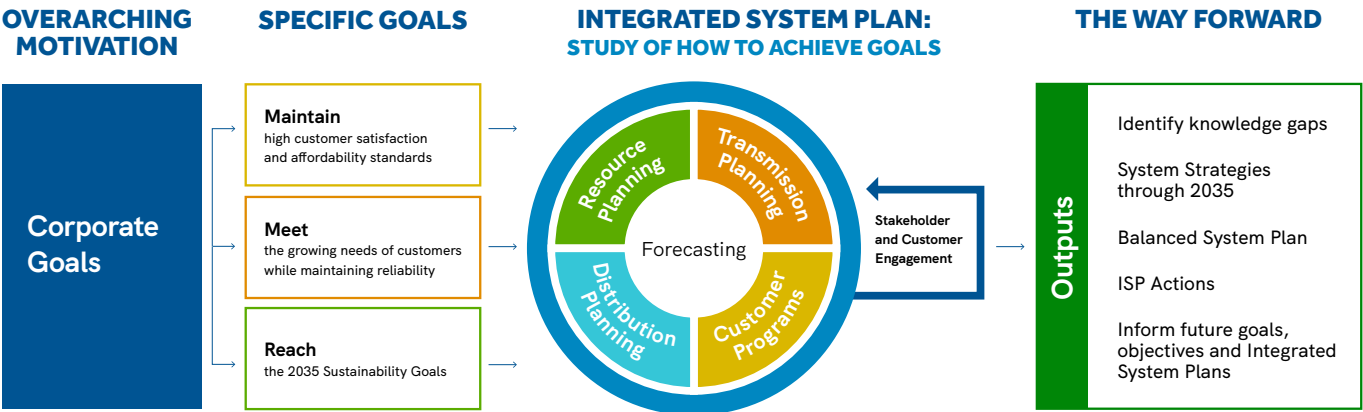 OVERARCHING
MOTIVATION
SPECIFIC GOALS
INTEGRATED SYSTEM PLAN:
STUDY OF HOW TO ACHIEVE GOALS
THE WAY FORWARD
Corporate
Goals
Maintain
high customer satisfaction
and affordability standards
Meet
the growing needs of customers
while maintaining reliability
Reach
the 2035 Sustainability Goals
Resource
Planning
Transmission
Planning
Forecasting
Distribution
Planning
Customer
Programs
Stakeholder
and Customer
Engagement
Outputs
Identify knowledge gaps
System Strategies
through 2035
Balanced System Plan
ISP Actions
Inform future goals,
objectives and Integrated
System Plans